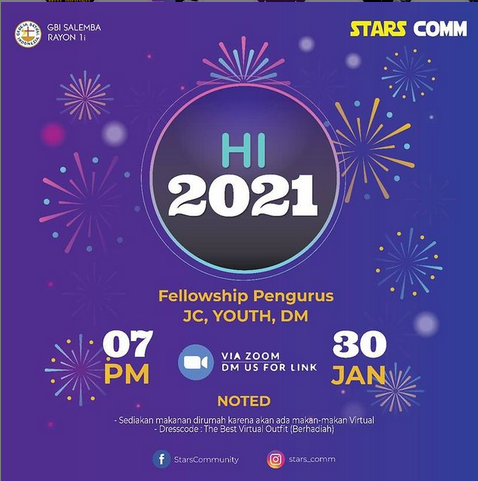 GBI SALEMBA
RAYON 1i
STARS COMM
HI
2021
Fellowship Pengurus
JC, YOUTH, DM
07
PM
VIA ZOOM
DM US FOR LINK
30
JAN
NOTED
- Sediakan makanan dirumah karena akan ada makan-makan Virtual
- Dresscode : The Best Virtual Outfit (Berhadiah)
StarsCommunity
stars_comm